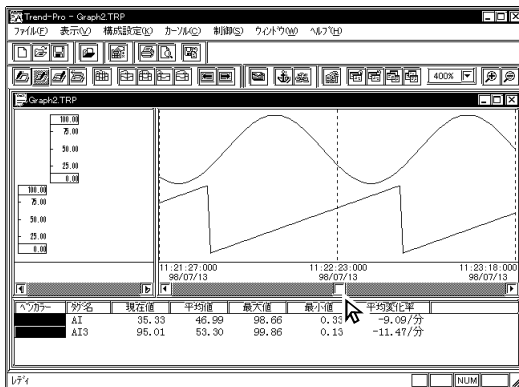 Trend-Pro - Graph2.TRP
ファイル(F) 表示(V) 構成設定(K) カーソル(C) 制御(S) ウィンドウ(W) ヘルプ(H)
400%
Graph2.TRP
100.00
75.00
50.00
25.00
0.00
100.00
75.00
50.00
25.00
0.00
11:21:27:000 11:22:23:000 11:23:18:000
98/07/13 98/07/13 98/07/13
ペンカラー タグ名 現在値 平均値 最大値 最小値 平均変化率
AI 35.33 46.99 98.66 0.33 -9.09/分
AI3 95.01 53.30 99.86 0.13 -11.47/分
レディ NUM